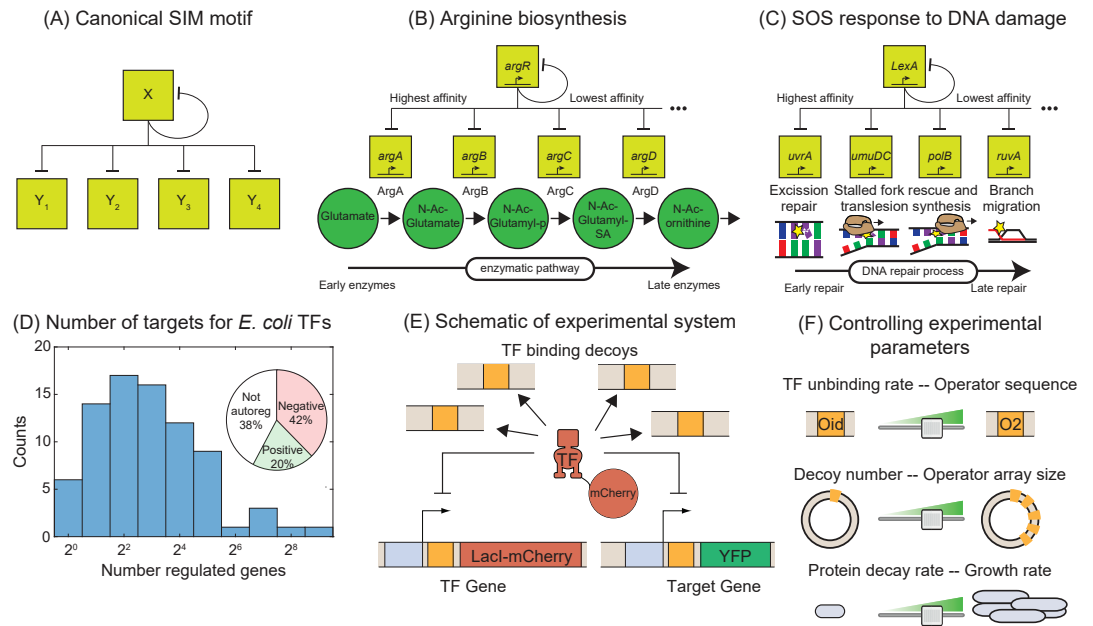 (A) Canonical SIM motif
X
Y1 Y2 Y3 Y4
(B) Arginine biosynthesis
argR
Highest affinity Lowest affinity •••
argA argB argC argD
ArgA ArgB ArgC ArgD
Glutamate
N-Ac-
Glutamate
N-Ac-
Glutamyl-p
N-Ac-
Glutamyl-
SA
N-Ac-
ornithine
enzymatic pathway
Early enzymes Late enzymes
(C) SOS response to DNA damage
LexA
Highest affinity Lowest affinity •••
uvrA umuDC polB ruvA
Excission
repair
Stalled fork rescue and
translesion synthesis
Branch
migration
DNA repair process
Early repair Late repair
(D) Number of targets for E. coli TFs
20
15
10
5
0
Counts
2^0 2^2 2^4 2^6 2^8
Number regulated genes
Not
autoreg
38%
Negative
42%
Positive
20%
(E) Schematic of experimental system
TF binding decoys
TF
mCherry
LacI-mCherry
TF Gene
YFP
Target Gene
(F) Controlling experimental
parameters
TF unbinding rate -- Operator sequence
Oid O2
Decoy number -- Operator array size
Protein decay rate -- Growth rate